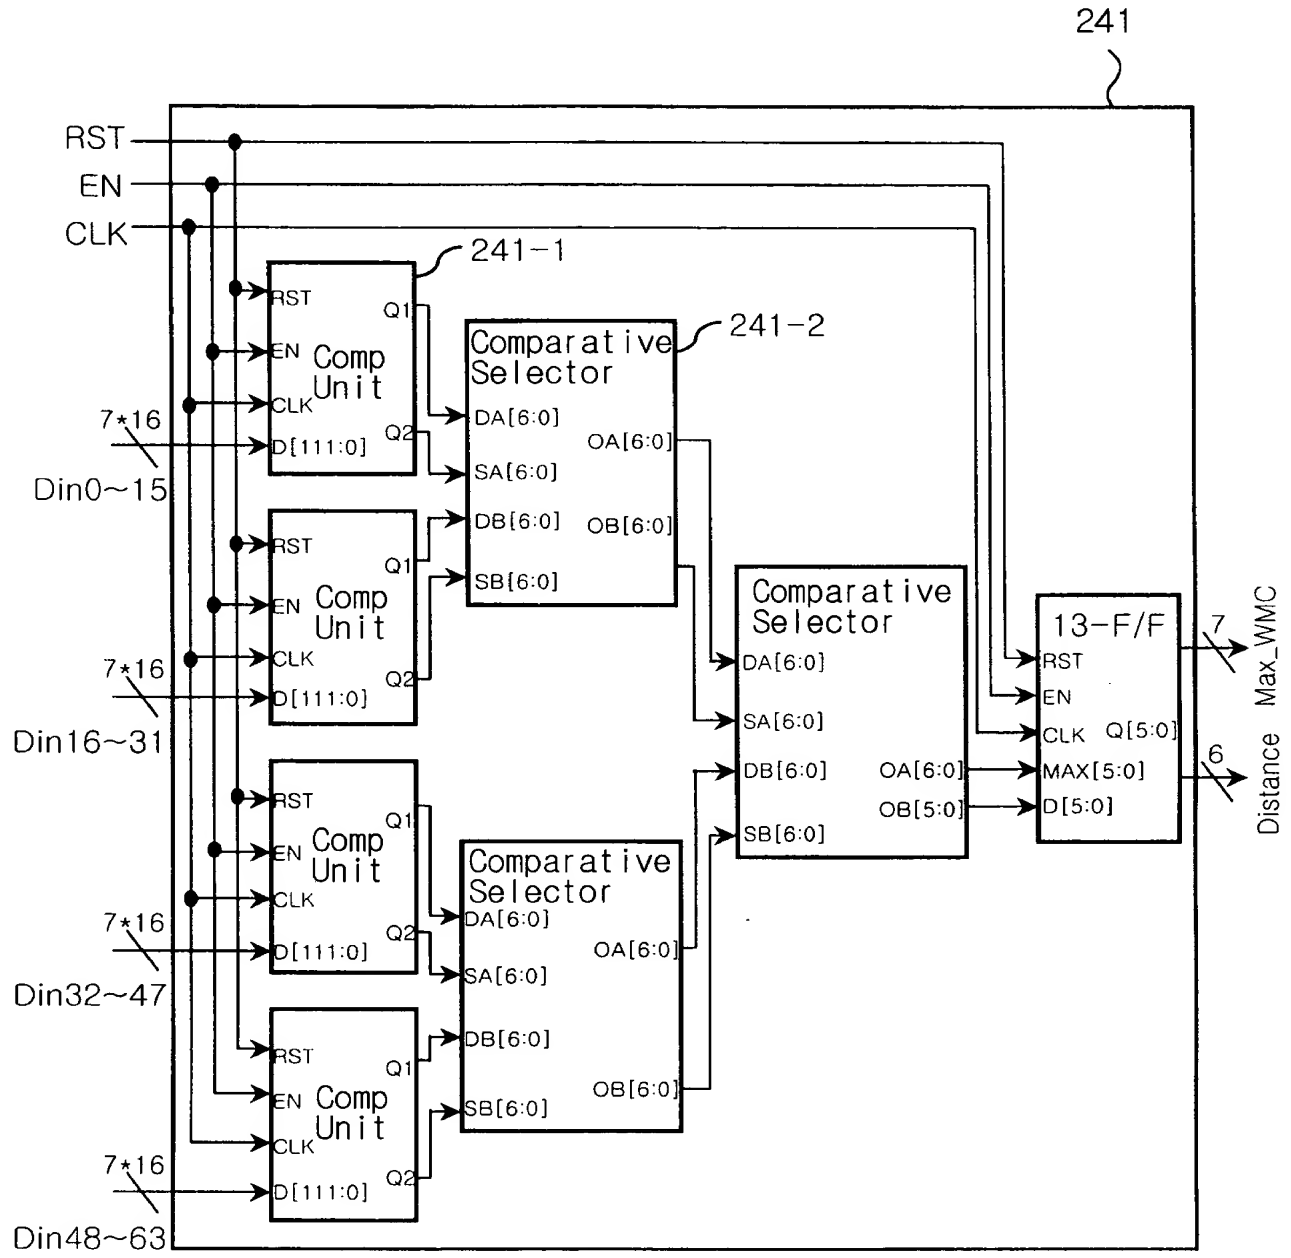 241
RST
EN
CLK
241-1
RST
EN
CLK
D[111:0]
Comp
Unit
Q1
Q2
7*16
Din0~15
241-2
Comparative
Selector
DA[6:0]
SA[6:0]
DB[6:0]
SB[6:0]
OA[6:0]
OB[6:0]
RST
EN
CLK
D[111:0]
Comp
Unit
Q1
Q2
7*16
Din16~31
Comparative
Selector
DA[6:0]
SA[6:0]
DB[6:0]
SB[6:0]
OA[6:0]
OB[5:0]
13-F/F
RST
EN
CLK
MAX[5:0]
D[5:0]
Q[5:0]
7
Max_WMC
6
Distance
RST
EN
CLK
D[111:0]
Comp
Unit
Q1
Q2
7*16
Din32~47
Comparative
Selector
DA[6:0]
SA[6:0]
DB[6:0]
SB[6:0]
OA[6:0]
OB[6:0]
RST
EN
CLK
D[111:0]
Comp
Unit
Q1
Q2
7*16
Din48~63